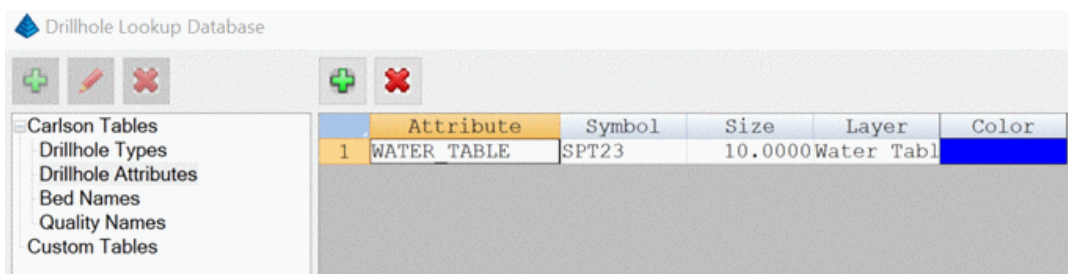 Drillhole Lookup Database
Carlson Tables
Drillhole Types
Drillhole Attributes
Bed Names
Quality Names
Custom Tables
Attribute Symbol Size Layer Color
1 WATER_TABLE SPT23 10.0000 Water Tabl